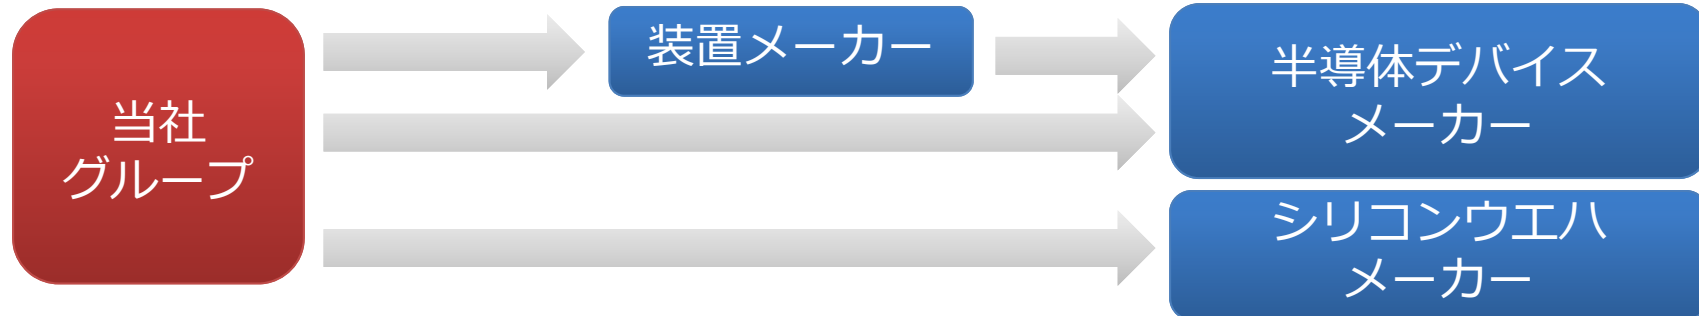 当社
グループ
装置メーカー
半導体デバイス
メーカー
シリコンウエハ
メーカー